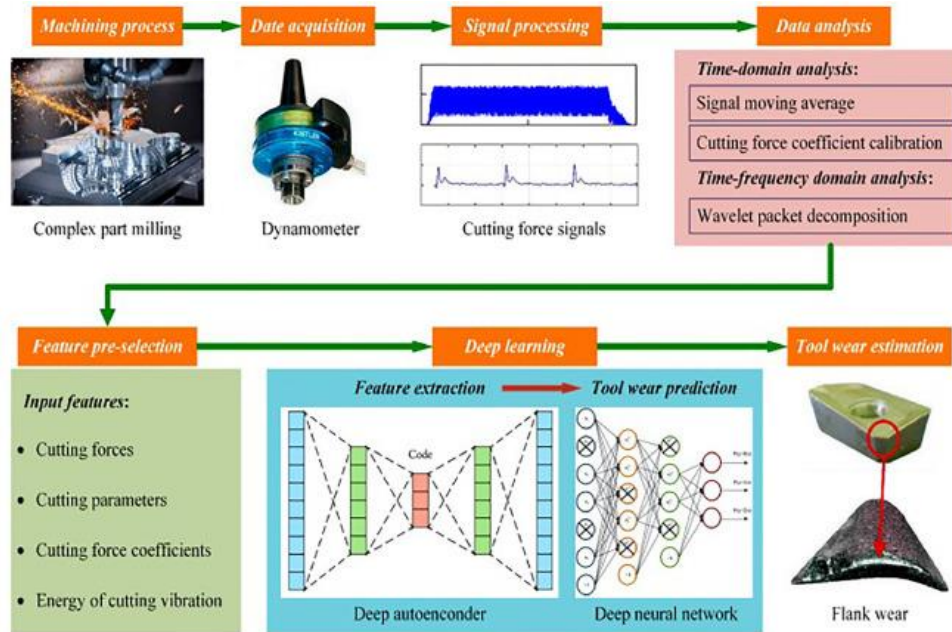 Machining process
Date acquisition
Signal processing
Data analysis
Time-domain analysis:
Signal moving average
Cutting force coefficient calibration
Time-frequency domain analysis:
Wavelet packet decomposition
KISTLER
Complex part milling
Dynamometer
Cutting force signals
Feature pre-selection
Deep learning
Tool wear estimation
Input features:
• Cutting forces
• Cutting parameters
• Cutting force coefficients
• Energy of cutting vibration
Feature extraction
Tool wear prediction
Code
Deep autoenconder
Deep neural network
Flank wear